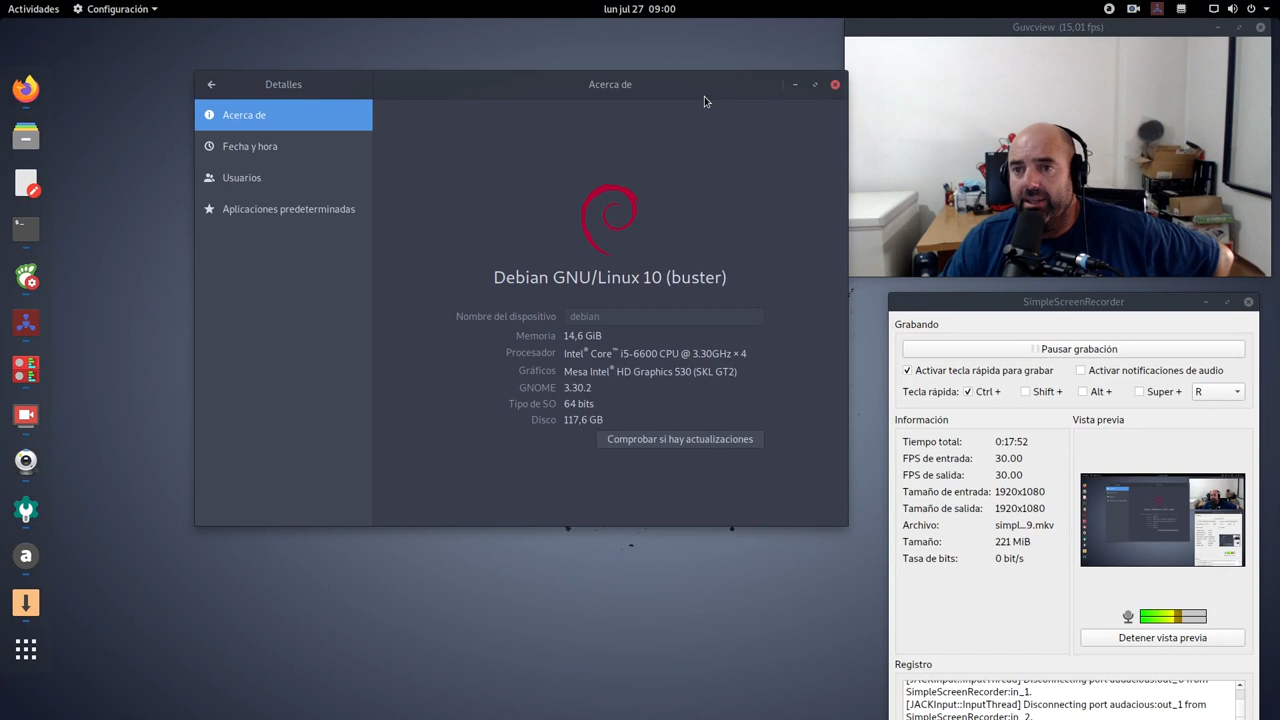 Actividades
Configuración
lun jul 27 09:00
Guvcview (15,01 fps)
Detalles
Acerca de
Acerca de
Fecha y hora
Usuarios
Aplicaciones predeterminadas
Debian GNU/Linux 10 (buster)
Nombre del dispositivo debian
Memoria 14,6 GiB
Procesador Intel® Core™ i5-6600 CPU @ 3.30GHz × 4
Gráficos Mesa Intel® HD Graphics 530 (SKL GT2)
GNOME 3.30.2
Tipo de SO 64 bits
Disco 117,6 GB
Comprobar si hay actualizaciones
SimpleScreenRecorder
Grabando
Pausar grabación
Activar tecla rápida para grabar Activar notificaciones de audio
Tecla rápida: Ctrl + Shift + Alt + Super + R
Información
Tiempo total: 0:17:52
FPS de entrada: 30.00
FPS de salida: 30.00
Tamaño de entrada: 1920x1080
Tamaño de salida: 1920x1080
Archivo: simpl...9.mkv
Tamaño: 221 MiB
Tasa de bits: 0 bit/s
Vista previa
Detener vista previa
Registro
[JACKInput::InputThread] Disconnecting port audacious:out_0 from
SimpleScreenRecorder:in_1.
[JACKInput::InputThread] Disconnecting port audacious:out_1 from
SimpleScreenRecorder:in_2.